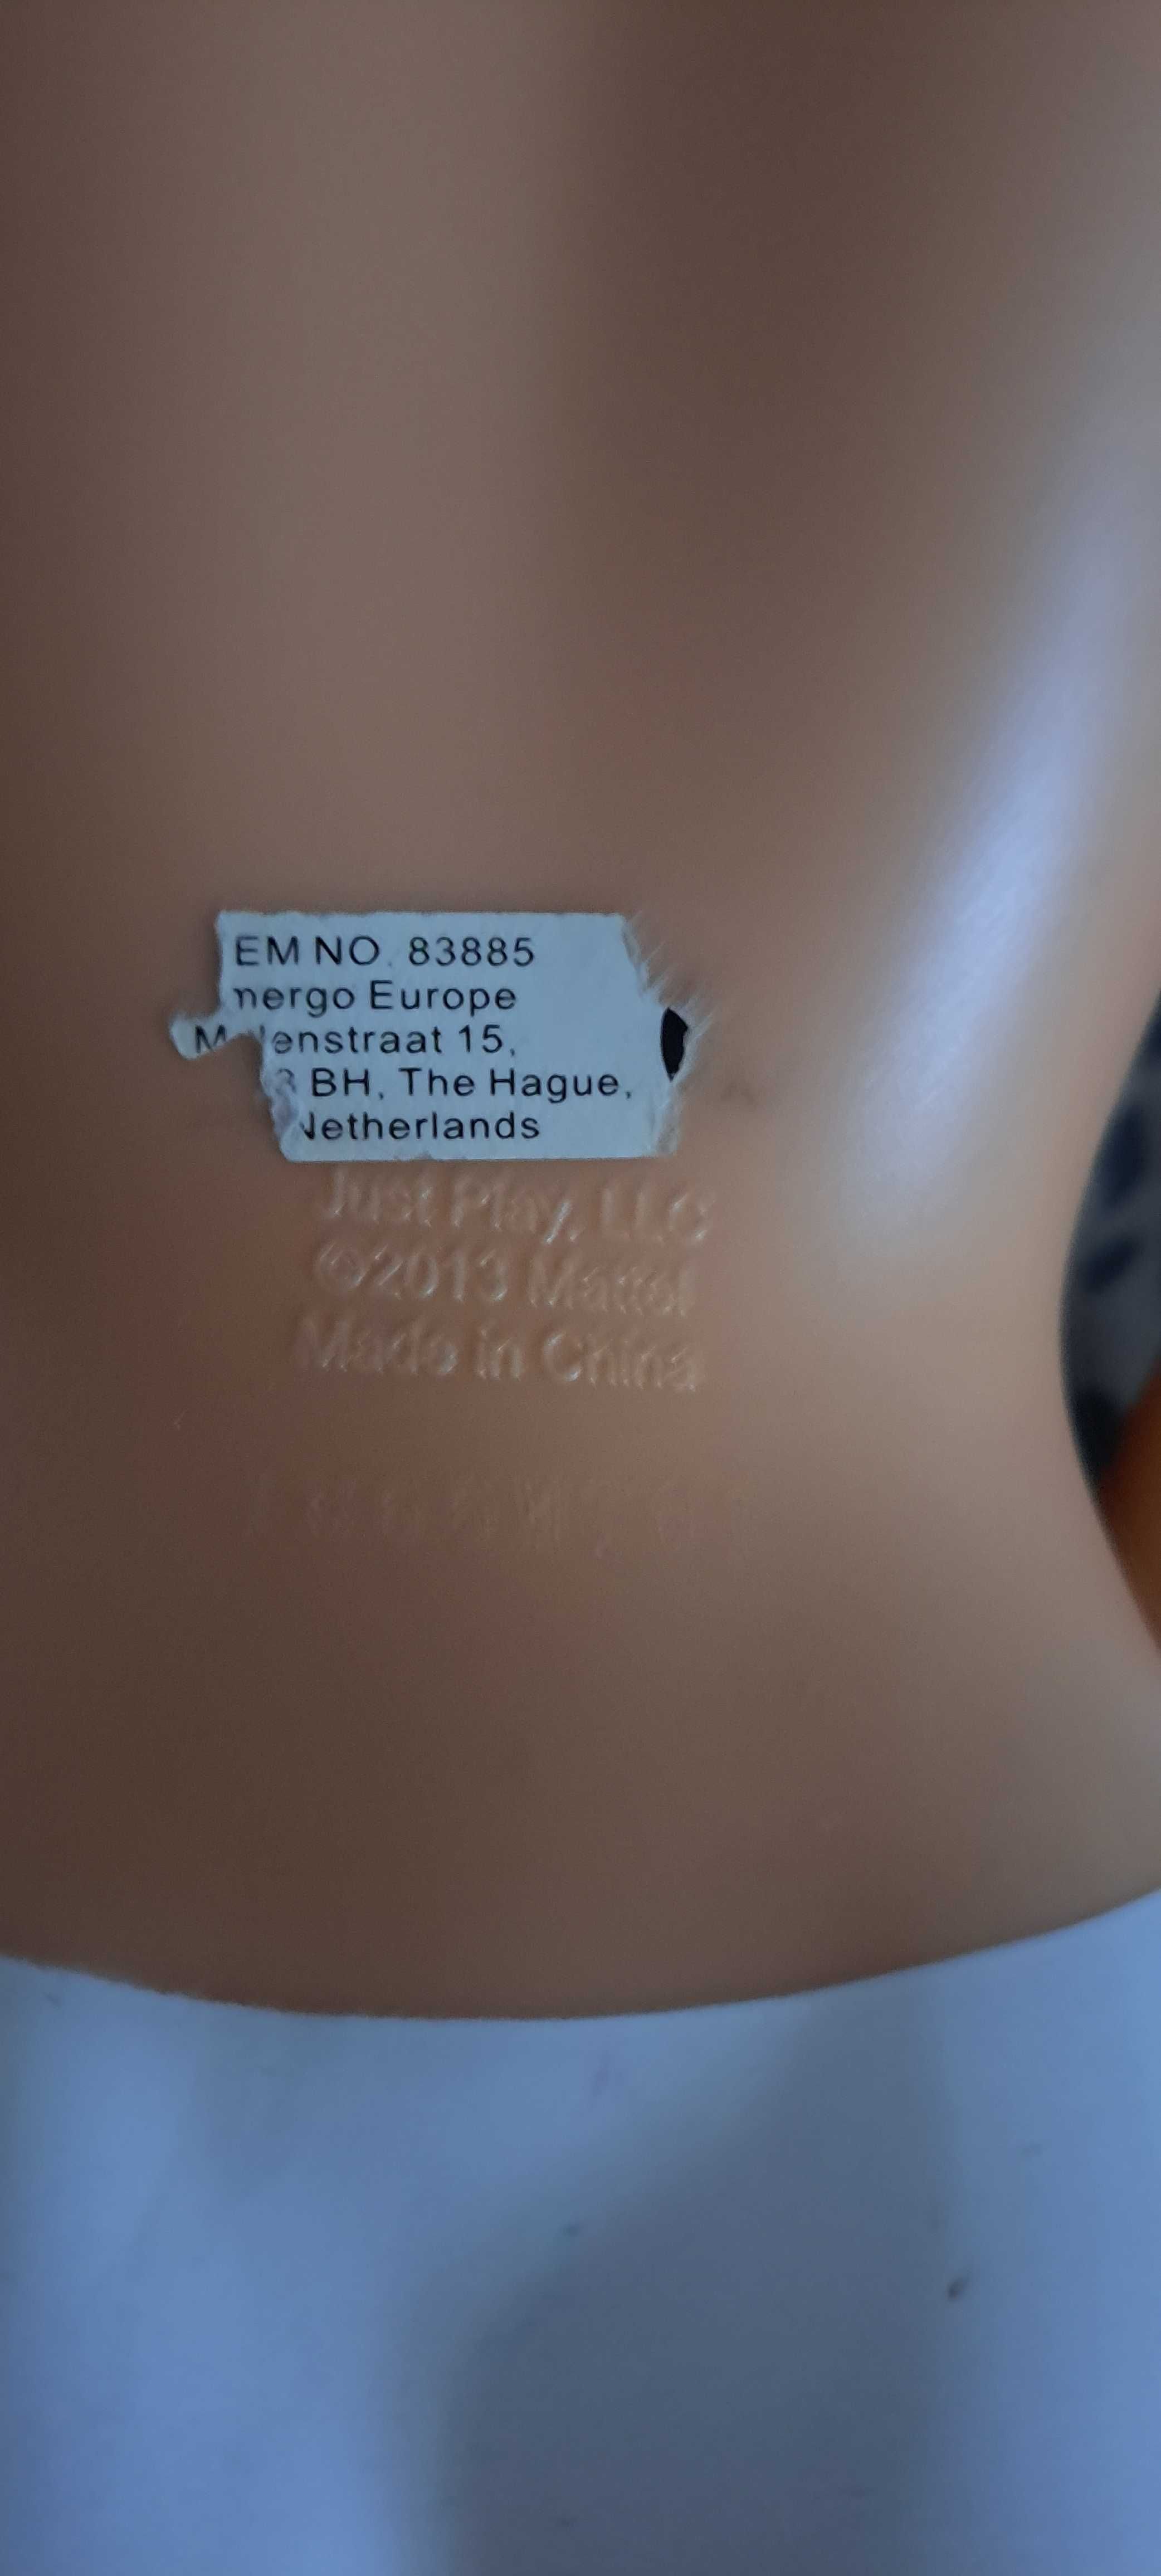 EM NO. 83885
nergo Europe
enstraat 15,
BH, The Hague,
Netherlands
Just Play, LLC
©2013 Mattel
Made in China